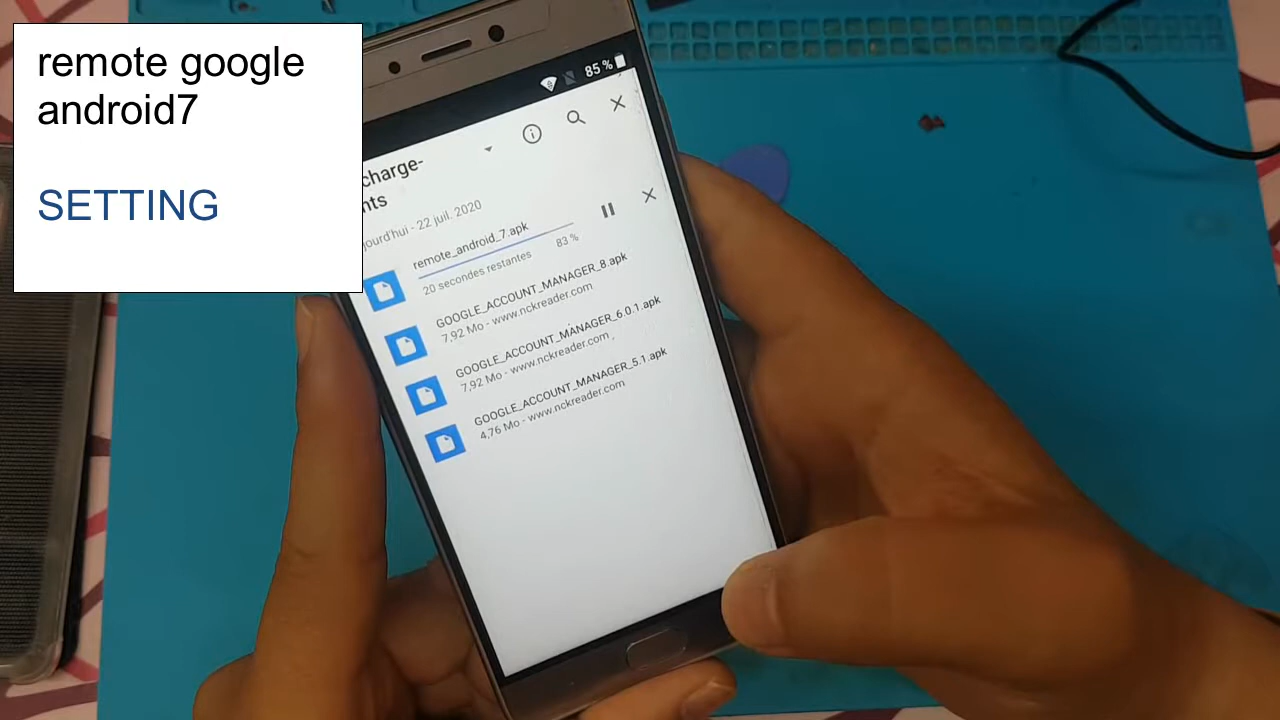 remote google
android7
SETTING
85 %
charge-
nts
jourd'hui - 22 juil. 2020
remote_android_7.apk
83 %
20 secondes restantes
GOOGLE_ACCOUNT_MANAGER_8.apk
7,92 Mo - www.nckreader.com
GOOGLE_ACCOUNT_MANAGER_6.0.1.apk
7,92 Mo - www.nckreader.com
GOOGLE_ACCOUNT_MANAGER_5.1.apk
4,76 Mo - www.nckreader.com